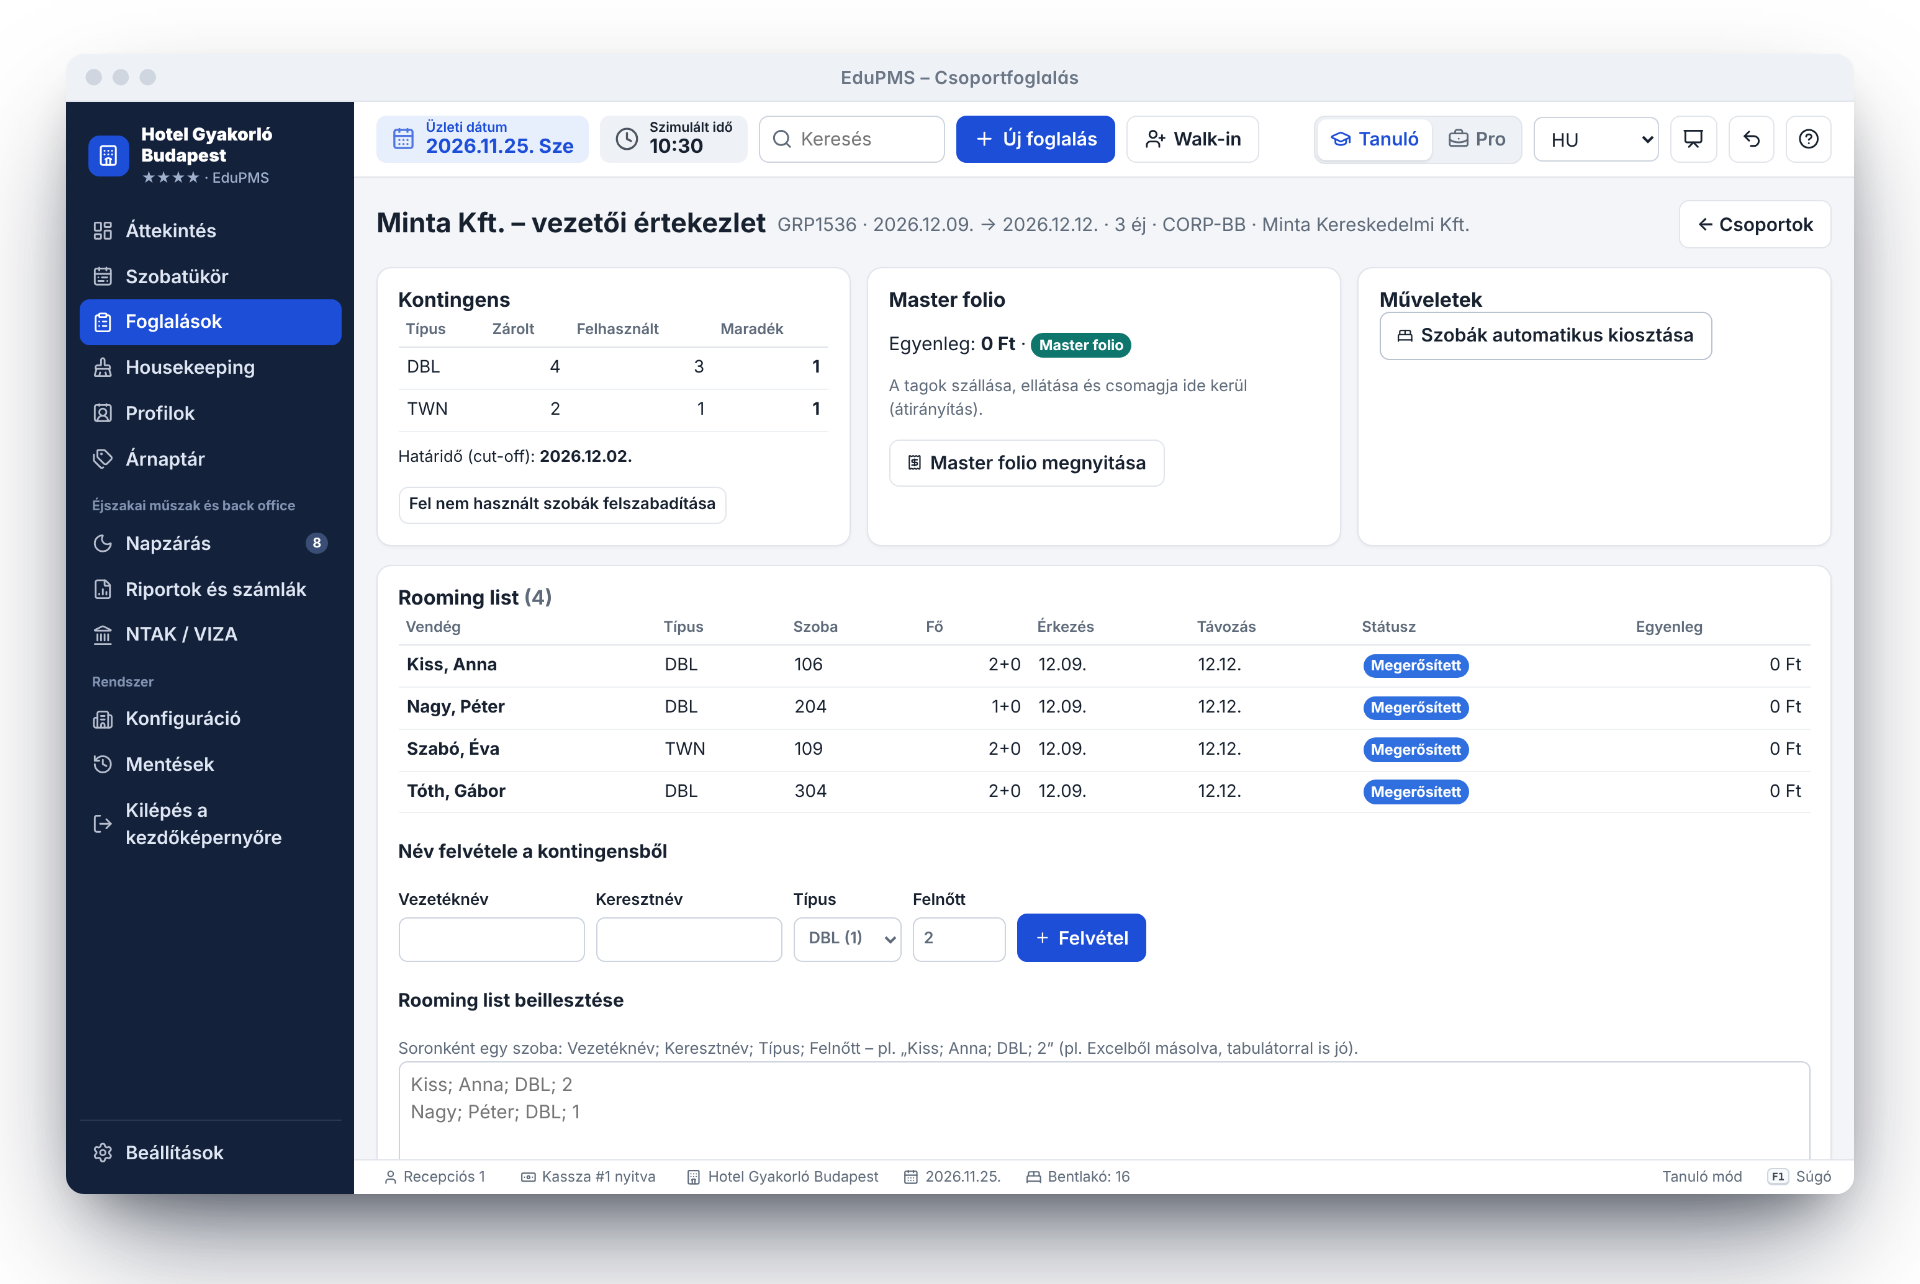 EduPMS – Csoportfoglalás
Hotel Gyakorló
Budapest
★★★★ · EduPMS
Áttekintés
Szobatükör
Foglalások
Housekeeping
Profilok
Árnaptár
Éjszakai műszak és back office
Napzárás 8
Riportok és számlák
NTAK / VIZA
Rendszer
Konfiguráció
Mentések
Kilépés a
kezdőképernyőre
Beállítások
Üzleti dátum
2026.11.25. Sze
Szimulált idő
10:30
Keresés
+ Új foglalás
Walk-in
Tanuló
Pro
HU
Minta Kft. – vezetői értekezlet GRP1536 · 2026.12.09. → 2026.12.12. · 3 éj · CORP-BB · Minta Kereskedelmi Kft.
← Csoportok
Kontingens
Típus Zárolt Felhasznált Maradék
DBL 4 3 1
TWN 2 1 1
Határidő (cut-off): 2026.12.02.
Fel nem használt szobák felszabadítása
Master folio
Egyenleg: 0 Ft · Master folio
A tagok szállása, ellátása és csomagja ide kerül
(átirányítás).
Master folio megnyitása
Műveletek
Szobák automatikus kiosztása
Rooming list (4)
Vendég Típus Szoba Fő Érkezés Távozás Státusz Egyenleg
Kiss, Anna DBL 106 2+0 12.09. 12.12. Megerősített 0 Ft
Nagy, Péter DBL 204 1+0 12.09. 12.12. Megerősített 0 Ft
Szabó, Éva TWN 109 2+0 12.09. 12.12. Megerősített 0 Ft
Tóth, Gábor DBL 304 2+0 12.09. 12.12. Megerősített 0 Ft
Név felvétele a kontingensből
Vezetéknév Keresztnév Típus Felnőtt
DBL (1) 2 + Felvétel
Rooming list beillesztése
Soronként egy szoba: Vezetéknév; Keresztnév; Típus; Felnőtt – pl. „Kiss; Anna; DBL; 2” (pl. Excelből másolva, tabulátorral is jó).
Kiss; Anna; DBL; 2
Nagy; Péter; DBL; 1
Recepciós 1 Kassza #1 nyitva Hotel Gyakorló Budapest 2026.11.25. Bentlakó: 16 Tanuló mód F1 Súgó